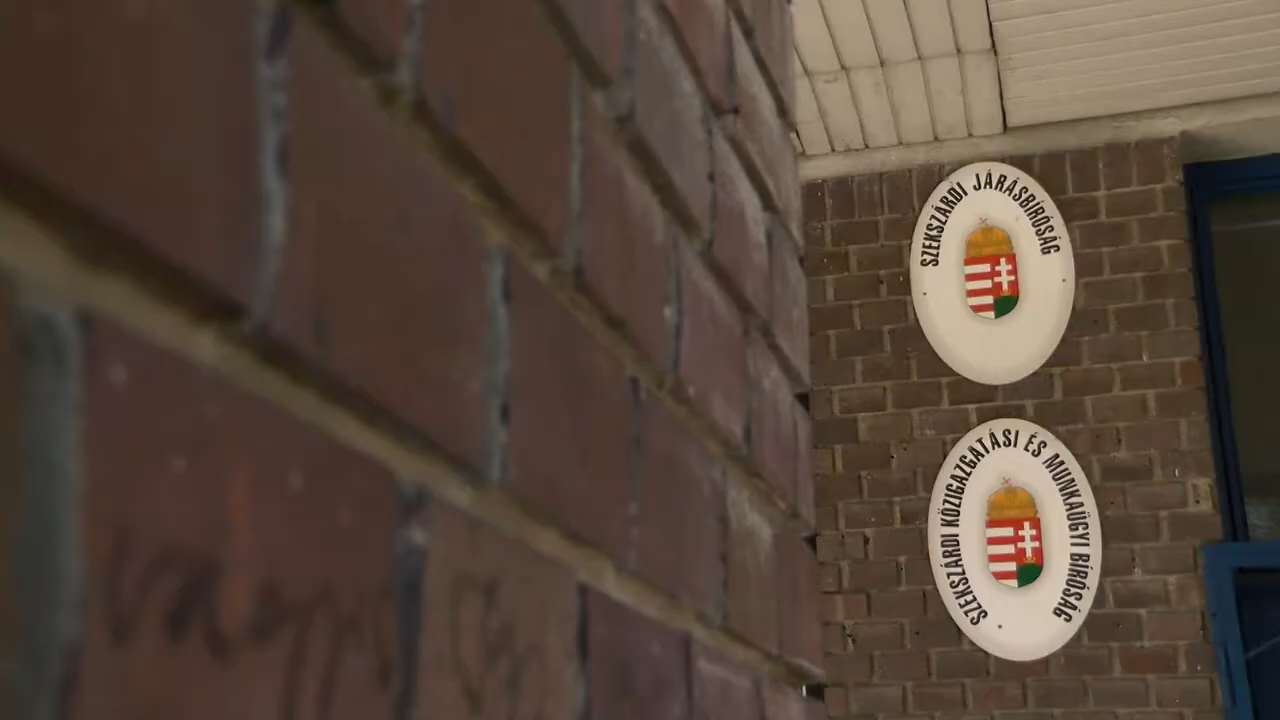 SZEKSZÁRDI JÁRÁSBÍRÓSÁG
SZEKSZÁRDI KÖZIGAZGATÁSI ÉS MUNKAÜGYI BÍRÓSÁG